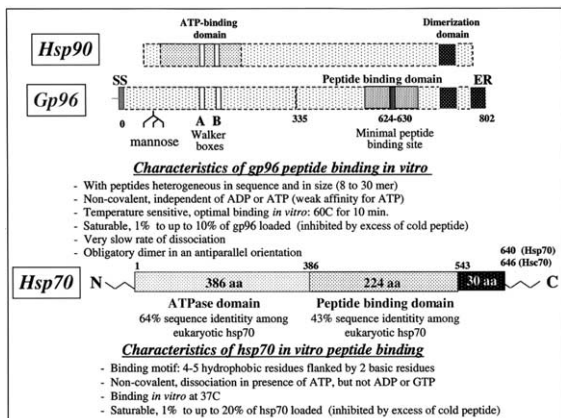 ATP-binding
domain
Dimerization
domain
Hsp90
SS
Peptide binding domain
ER
Gp96
0
mannose
A B
Walker
boxes
335
624-630
Minimal peptide
binding site
802
Characteristics of gp96 peptide binding in vitro
- With peptides heterogeneous in sequence and in size (8 to 30 mer)
- Non-covalent, independent of ADP or ATP (weak affinity for ATP)
- Temperature sensitive, optimal binding in vitro: 60C for 10 min.
- Saturable, 1% to up to 10% of gp96 loaded (inhibited by excess of cold peptide)
- Very slow rate of dissociation
- Obligatory dimer in an antiparallel orientation
640 (Hsp70)
646 (Hsc70)
1
386
543
Hsp70
N
386 aa
224 aa
30 aa
C
ATPase domain
Peptide binding domain
64% sequence identitiy among
eukaryotic hsp70
43% sequence identitiy among
eukaryotic hsp70
Characteristics of hsp70 in vitro peptide binding
- Binding motif: 4-5 hydrophobic residues flanked by 2 basic residues
- Non-covalent, dissociation in presence of ATP, but not ADP or GTP
- Binding in vitro at 37C
- Saturable, 1% to up to 20% of hsp70 loaded (inhibited by excess of cold peptide)